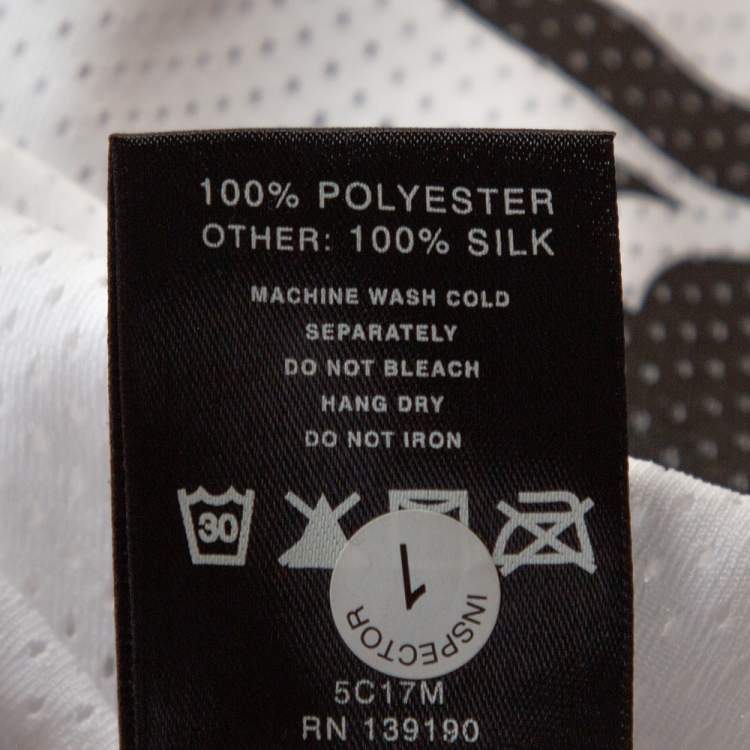 100% POLYESTER
OTHER: 100% SILK
MACHINE WASH COLD
SEPARATELY
DO NOT BLEACH
HANG DRY
DO NOT IRON
30
1
INSPECTOR
5C17M
RN 139190